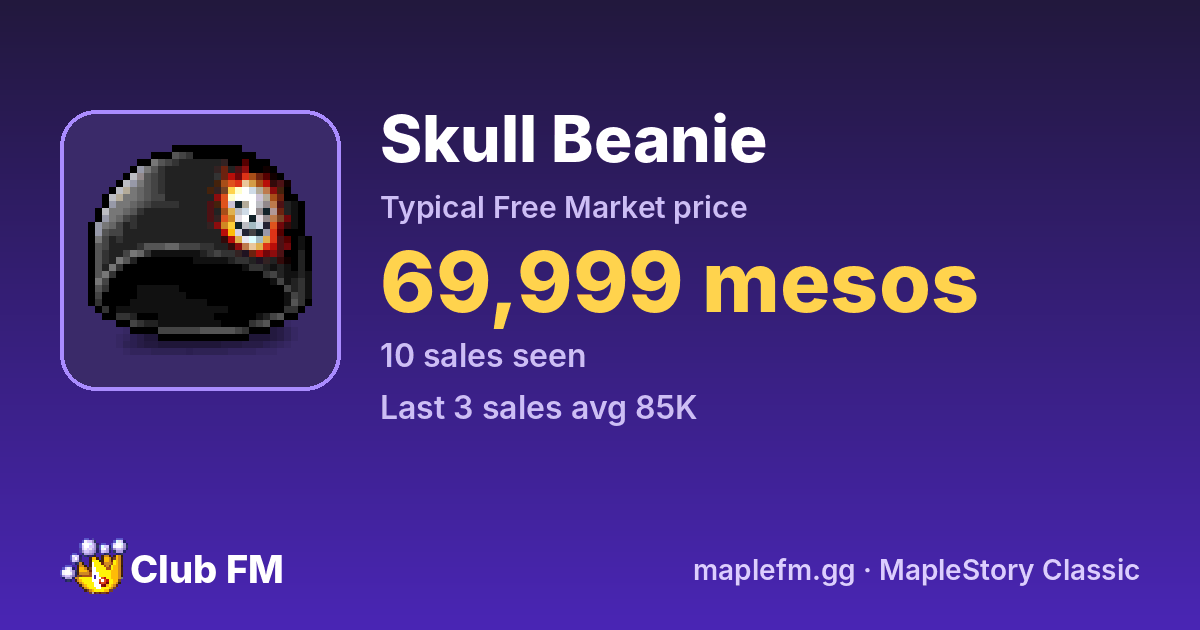 Skull Beanie
Typical Free Market price
69,999 mesos
10 sales seen
Last 3 sales avg 85K
Club FM
maplefm.gg · MapleStory Classic